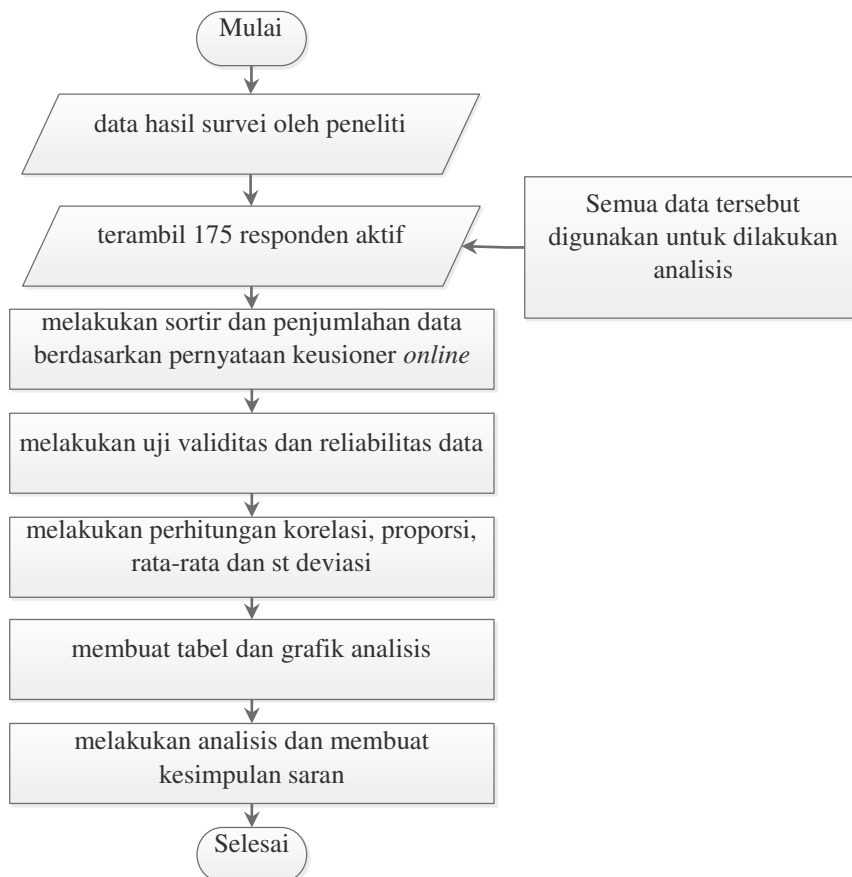 Mulai
data hasil survei oleh peneliti
terambil 175 responden aktif
Semua data tersebut
digunakan untuk dilakukan
analisis
melakukan sortir dan penjumlahan data
berdasarkan pernyataan keusioner online
melakukan uji validitas dan reliabilitas data
melakukan perhitungan korelasi, proporsi,
rata-rata dan st deviasi
membuat tabel dan grafik analisis
melakukan analisis dan membuat
kesimpulan saran
Selesai